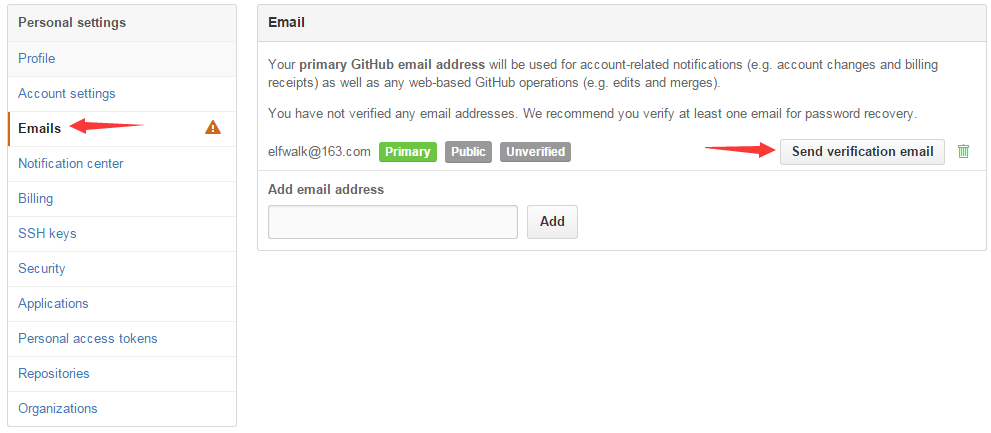 Personal settings
Profile
Account settings
Emails
Notification center
Billing
SSH keys
Security
Applications
Personal access tokens
Repositories
Organizations
Email
Your primary GitHub email address will be used for account-related notifications (e.g. account changes and billing
receipts) as well as any web-based GitHub operations (e.g. edits and merges).
You have not verified any email addresses. We recommend you verify at least one email for password recovery.
elfwalk@163.com Primary Public Unverified Send verification email
Add email address
Add